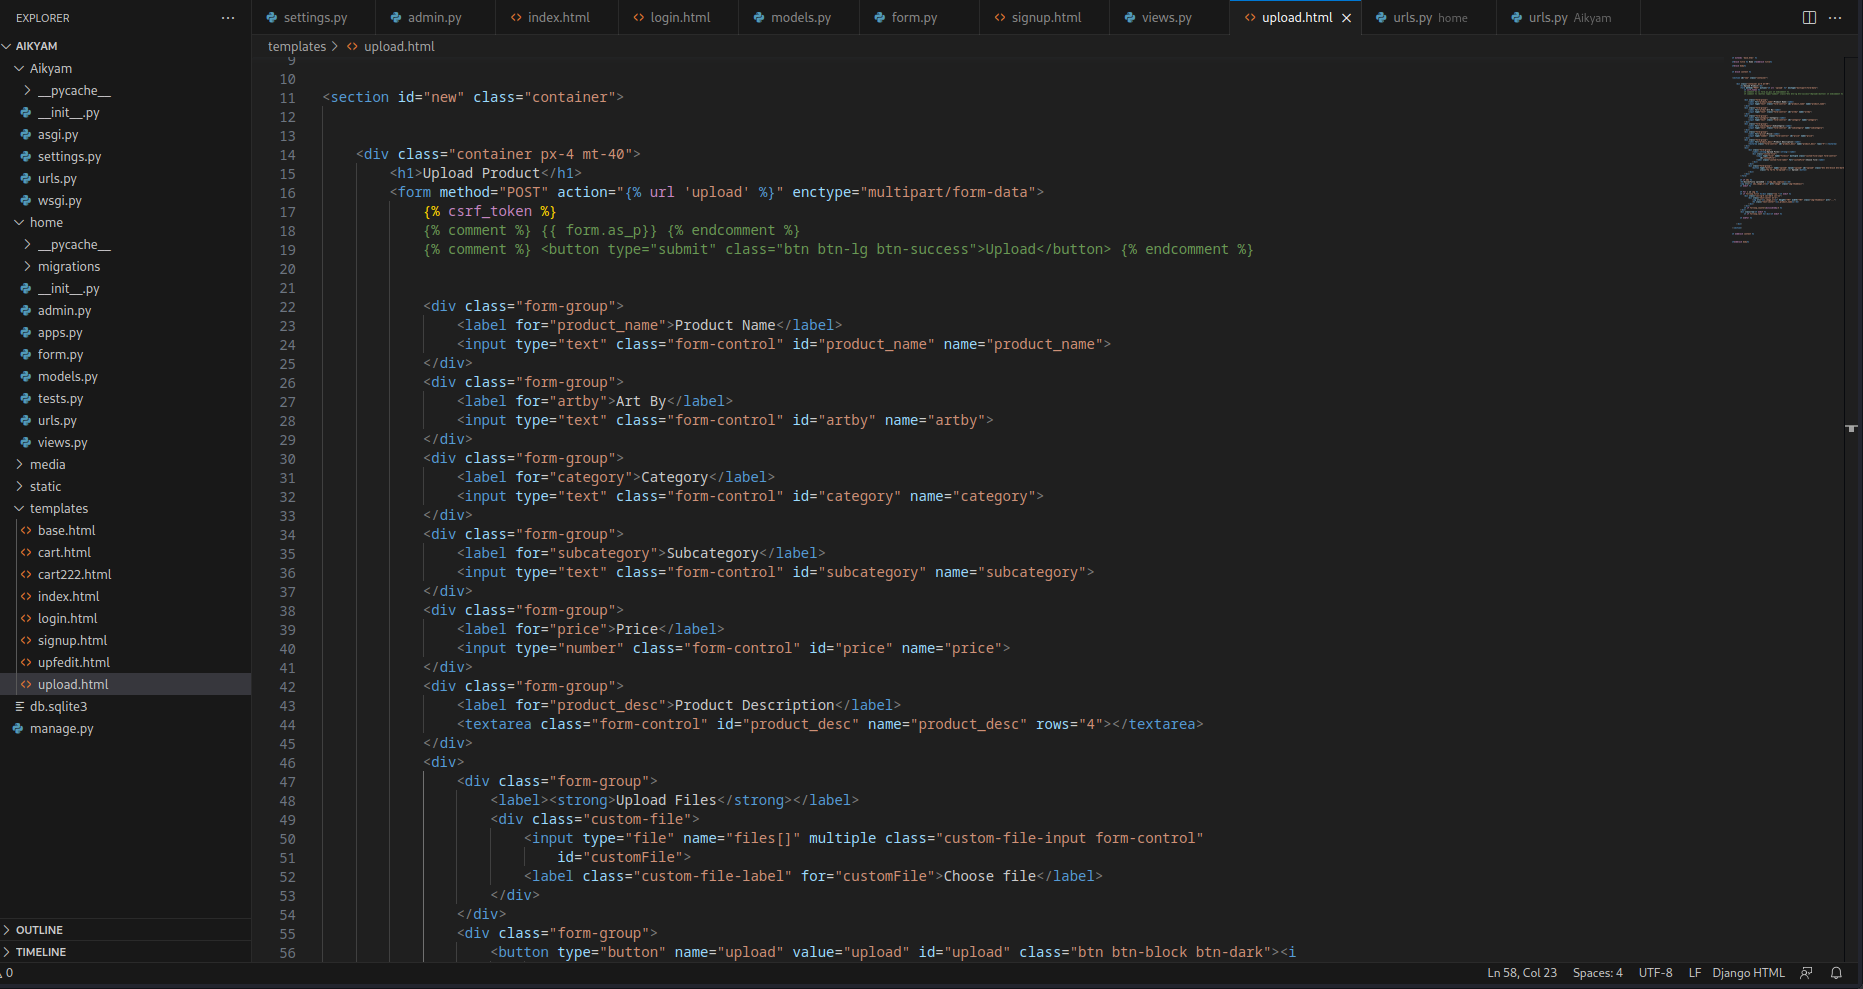 EXPLORER
AIKYAM
Aikyam
__pycache__
__init__.py
asgi.py
settings.py
urls.py
wsgi.py
home
__pycache__
migrations
__init__.py
admin.py
apps.py
form.py
models.py
tests.py
urls.py
views.py
media
static
templates
base.html
cart.html
cart222.html
index.html
login.html
signup.html
upfedit.html
upload.html
db.sqlite3
manage.py
OUTLINE
TIMELINE
settings.py admin.py index.html login.html models.py form.py signup.html views.py upload.html urls.py home urls.py Aikyam
templates > upload.html
9
10
11 <section id="new" class="container">
12
13
14 <div class="container px-4 mt-40">
15 <h1>Upload Product</h1>
16 <form method="POST" action="{% url 'upload' %}" enctype="multipart/form-data">
17 {% csrf_token %}
18 {% comment %} {{ form.as_p}} {% endcomment %}
19 {% comment %} <button type="submit" class="btn btn-lg btn-success">Upload</button> {% endcomment %}
20
21
22 <div class="form-group">
23 <label for="product_name">Product Name</label>
24 <input type="text" class="form-control" id="product_name" name="product_name">
25 </div>
26 <div class="form-group">
27 <label for="artby">Art By</label>
28 <input type="text" class="form-control" id="artby" name="artby">
29 </div>
30 <div class="form-group">
31 <label for="category">Category</label>
32 <input type="text" class="form-control" id="category" name="category">
33 </div>
34 <div class="form-group">
35 <label for="subcategory">Subcategory</label>
36 <input type="text" class="form-control" id="subcategory" name="subcategory">
37 </div>
38 <div class="form-group">
39 <label for="price">Price</label>
40 <input type="number" class="form-control" id="price" name="price">
41 </div>
42 <div class="form-group">
43 <label for="product_desc">Product Description</label>
44 <textarea class="form-control" id="product_desc" name="product_desc" rows="4"></textarea>
45 </div>
46 <div>
47 <div class="form-group">
48 <label><strong>Upload Files</strong></label>
49 <div class="custom-file">
50 <input type="file" name="files[]" multiple class="custom-file-input form-control"
51 id="customFile">
52 <label class="custom-file-label" for="customFile">Choose file</label>
53 </div>
54 </div>
55 <div class="form-group">
56 <button type="button" name="upload" value="upload" id="upload" class="btn btn-block btn-dark"><i
0
Ln 58, Col 23 Spaces: 4 UTF-8 LF Django HTML